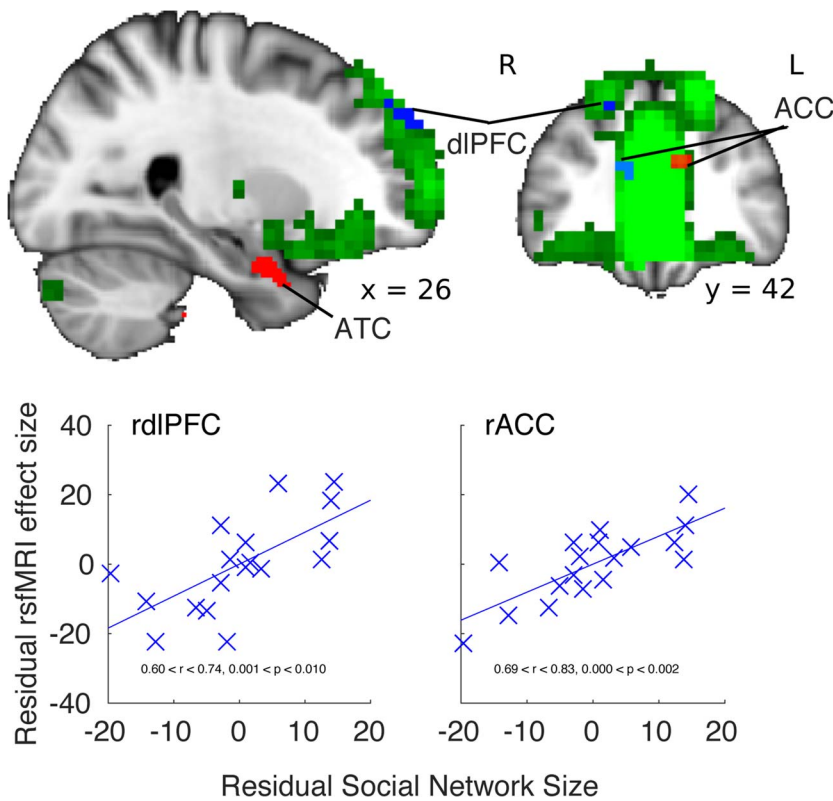 R
L
ACC
dlPFC
x = 26
y = 42
ATC
Residual rsfMRI effect size
40
20
0
-20
-40
rdlPFC
0.60 < r < 0.74, 0.001 < p < 0.010
-20 -10 0 10 20
rACC
0.69 < r < 0.83, 0.000 < p < 0.002
-20 -10 0 10 20
Residual Social Network Size